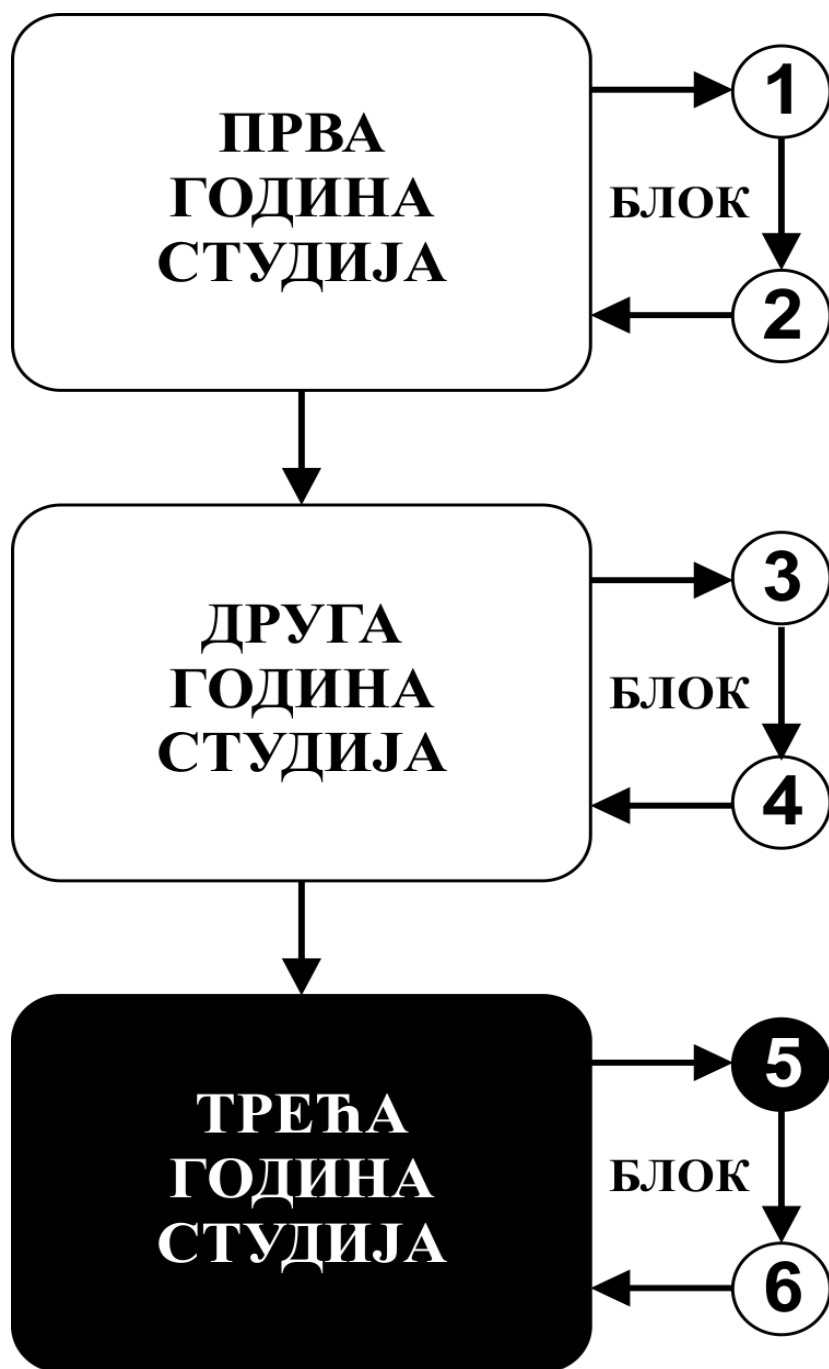 ПРВА
ГОДИНА
СТУДИЈА
1
БЛОК
2
ДРУГА
ГОДИНА
СТУДИЈА
3
БЛОК
4
ТРЕЋА
ГОДИНА
СТУДИЈА
5
БЛОК
6